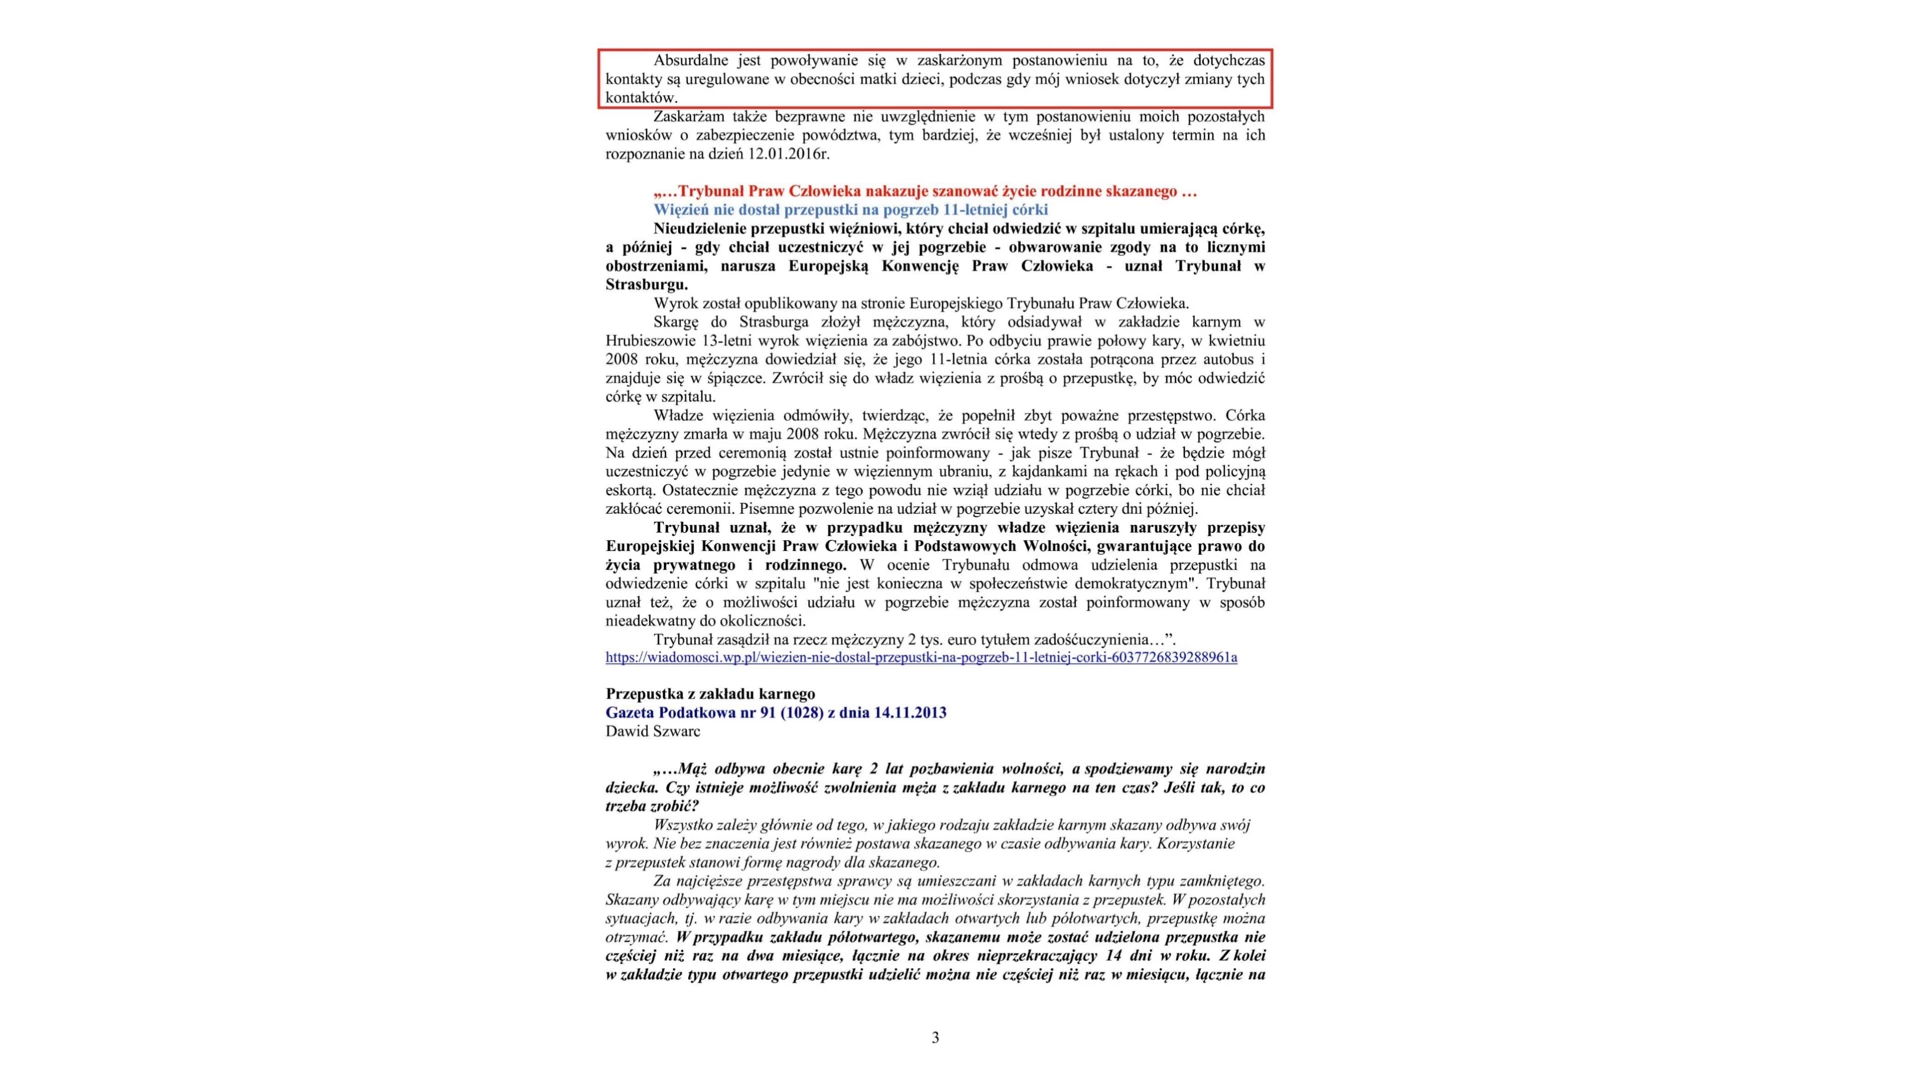 Absurdalne jest powoływanie się w zaskarżonym postanowieniu na to, że dotychczas
kontakty są uregulowane w obecności matki dzieci, podczas gdy mój wniosek dotyczył zmiany tych
kontaktów.
Zaskarżam także bezprawne nie uwzględnienie w tym postanowieniu moich pozostałych
wniosków o zabezpieczenie powództwa, tym bardziej, że wcześniej był ustalony termin na ich
rozpoznanie na dzień 12.01.2016r.
„…Trybunał Praw Człowieka nakazuje szanować życie rodzinne skazanego …
Więzień nie dostał przepustki na pogrzeb 11-letniej córki
Nieudzielenie przepustki więźniowi, który chciał odwiedzić w szpitalu umierającą córkę,
a później - gdy chciał uczestniczyć w jej pogrzebie - obwarowanie zgody na to licznymi
obostrzeniami, narusza Europejską Konwencję Praw Człowieka - uznał Trybunał w
Strasburgu.
Wyrok został opublikowany na stronie Europejskiego Trybunału Praw Człowieka.
Skargę do Strasburga złożył mężczyzna, który odsiadywał w zakładzie karnym w
Hrubieszowie 13-letni wyrok więzienia za zabójstwo. Po odbyciu prawie połowy kary, w kwietniu
2008 roku, mężczyzna dowiedział się, że jego 11-letnia córka została potrącona przez autobus i
znajduje się w śpiączce. Zwrócił się do władz więzienia z prośbą o przepustkę, by móc odwiedzić
córkę w szpitalu.
Władze więzienia odmówiły, twierdząc, że popełnił zbyt poważne przestępstwo. Córka
mężczyzny zmarła w maju 2008 roku. Mężczyzna zwrócił się wtedy z prośbą o udział w pogrzebie.
Na dzień przed ceremonią został ustnie poinformowany - jak pisze Trybunał - że będzie mógł
uczestniczyć w pogrzebie jedynie w więziennym ubraniu, z kajdankami na rękach i pod policyjną
eskortą. Ostatecznie mężczyzna z tego powodu nie wziął udziału w pogrzebie córki, bo nie chciał
zakłócać ceremonii. Pisemne pozwolenie na udział w pogrzebie uzyskał cztery dni później.
Trybunał uznał, że w przypadku mężczyzny władze więzienia naruszyły przepisy
Europejskiej Konwencji Praw Człowieka i Podstawowych Wolności, gwarantujące prawo do
życia prywatnego i rodzinnego. W ocenie Trybunału odmowa udzielenia przepustki na
odwiedzenie córki w szpitalu "nie jest konieczna w społeczeństwie demokratycznym". Trybunał
uznał też, że o możliwości udziału w pogrzebie mężczyzna został poinformowany w sposób
nieadekwatny do okoliczności.
Trybunał zasądził na rzecz mężczyzny 2 tys. euro tytułem zadośćuczynienia…”.
https://wiadomosci.wp.pl/wiezien-nie-dostal-przepustki-na-pogrzeb-11-letniej-corki-6037726839288961a
Przepustka z zakładu karnego
Gazeta Podatkowa nr 91 (1028) z dnia 14.11.2013
Dawid Szwarc
„…Mąż odbywa obecnie karę 2 lat pozbawienia wolności, a spodziewamy się narodzin
dziecka. Czy istnieje możliwość zwolnienia męża z zakładu karnego na ten czas? Jeśli tak, to co
trzeba zrobić?
Wszystko zależy głównie od tego, w jakiego rodzaju zakładzie karnym skazany odbywa swój
wyrok. Nie bez znaczenia jest również postawa skazanego w czasie odbywania kary. Korzystanie
z przepustek stanowi formę nagrody dla skazanego.
Za najcięższe przestępstwa sprawcy są umieszczani w zakładach karnych typu zamkniętego.
Skazany odbywający karę w tym miejscu nie ma możliwości skorzystania z przepustek. W pozostałych
sytuacjach, tj. w razie odbywania kary w zakładach otwartych lub półotwartych, przepustkę można
otrzymać. W przypadku zakładu półotwartego, skazanemu może zostać udzielona przepustka nie
częściej niż raz na dwa miesiące, łącznie na okres nieprzekraczający 14 dni w roku. Z kolei
w zakładzie typu otwartego przepustki udzielić można nie częściej niż raz w miesiącu, łącznie na
3